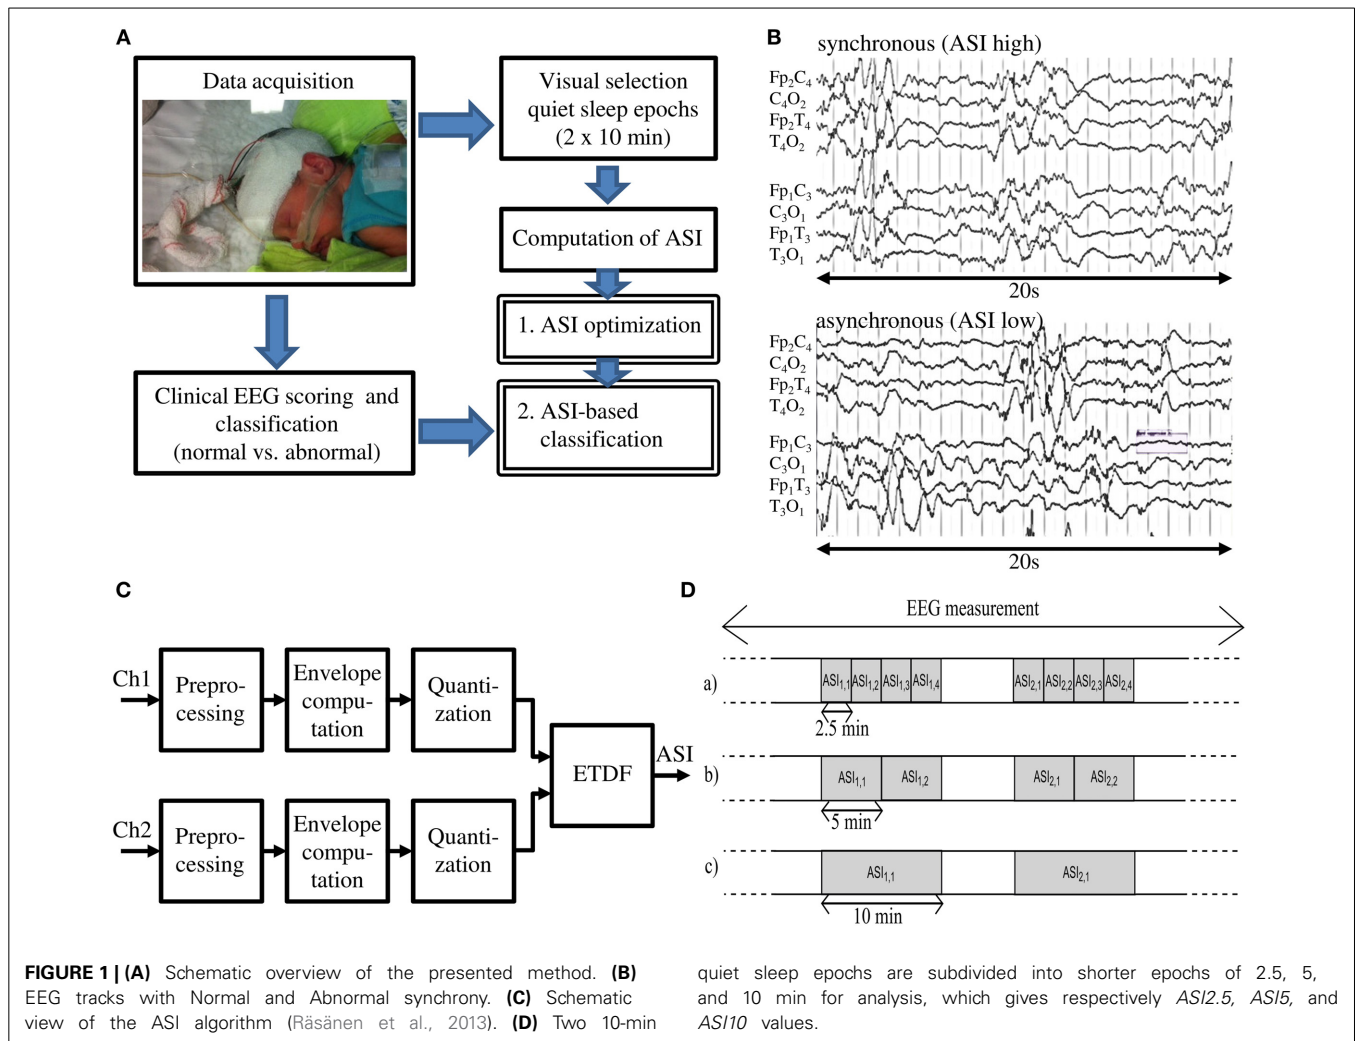 A
Data acquisition
Visual selection
quiet sleep epochs
(2 x 10 min)
Computation of ASI
1. ASI optimization
Clinical EEG scoring and
classification
(normal vs. abnormal)
2. ASI-based
classification
B
synchronous (ASI high)
Fp2C4
C4O2
Fp2T4
T4O2
Fp1C3
C3O1
Fp1T3
T3O1
20s
asynchronous (ASI low)
Fp2C4
C4O2
Fp2T4
T4O2
Fp1C3
C3O1
Fp1T3
T3O1
20s
C
Ch1
Prepro-
cessing
Envelope
compu-
tation
Quanti-
zation
Ch2
Prepro-
cessing
Envelope
compu-
tation
Quanti-
zation
ETDF
ASI
D
EEG measurement
a)
ASI1,1 ASI1,2 ASI1,3 ASI1,4 ASI2,1 ASI2,2 ASI2,3 ASI2,4
2.5 min
b)
ASI1,1 ASI1,2 ASI2,1 ASI2,2
5 min
c)
ASI1,1 ASI2,1
10 min
FIGURE 1 | (A) Schematic overview of the presented method. (B)
EEG tracks with Normal and Abnormal synchrony. (C) Schematic
view of the ASI algorithm (Räsänen et al., 2013). (D) Two 10-min
quiet sleep epochs are subdivided into shorter epochs of 2.5, 5,
and 10 min for analysis, which gives respectively ASI2.5, ASI5, and
ASI10 values.